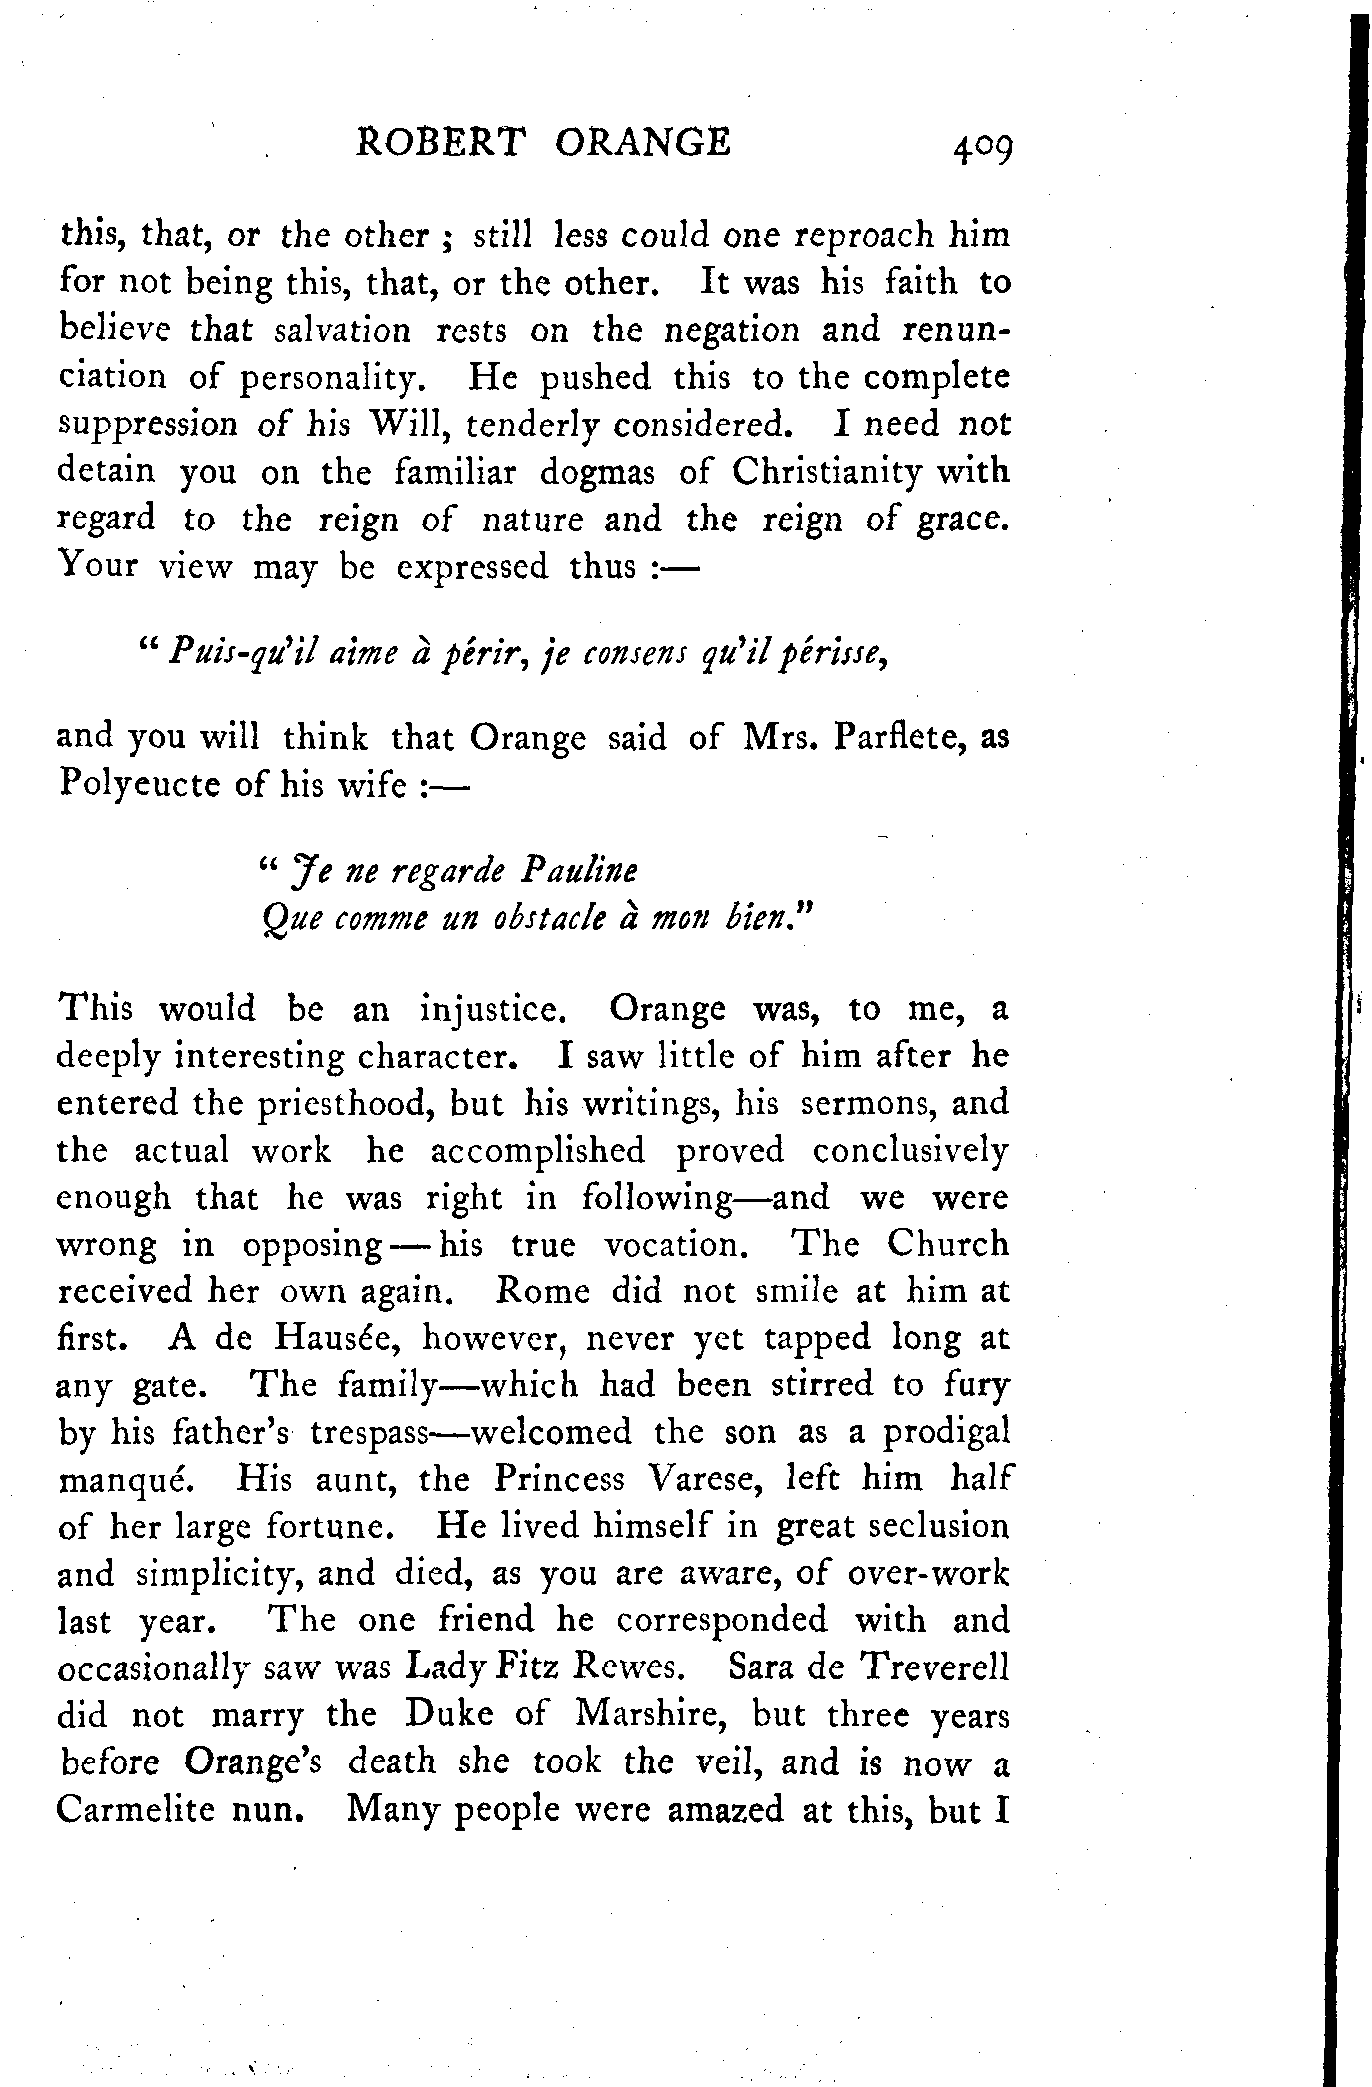 ROBERT ORANGE 409
this, that, or the other ; still less could one reproach him
for not being this, that, or the other. It was his faith to
believe that salvation rests on the negation and renun-
ciation of personality. He pushed this to the complete
suppression of his Will, tenderly considered. I need not
detain you on the familiar dogmas of Christianity with
regard to the reign of nature and the reign of grace.
Your view may be expressed thus :—
“ Puis-qu’il aime à périr, je consens qu’il périsse,
and you will think that Orange said of Mrs. Parflete, as
Polyeucte of his wife :—
“ Je ne regarde Pauline
Que comme un obstacle à mon bien.”
This would be an injustice. Orange was, to me, a
deeply interesting character. I saw little of him after he
entered the priesthood, but his writings, his sermons, and
the actual work he accomplished proved conclusively
enough that he was right in following—and we were
wrong in opposing—his true vocation. The Church
received her own again. Rome did not smile at him at
first. A de Hausée, however, never yet tapped long at
any gate. The family—which had been stirred to fury
by his father’s trespass—welcomed the son as a prodigal
manqué. His aunt, the Princess Varese, left him half
of her large fortune. He lived himself in great seclusion
and simplicity, and died, as you are aware, of over-work
last year. The one friend he corresponded with and
occasionally saw was Lady Fitz Rewes. Sara de Treverell
did not marry the Duke of Marshire, but three years
before Orange’s death she took the veil, and is now a
Carmelite nun. Many people were amazed at this, but I